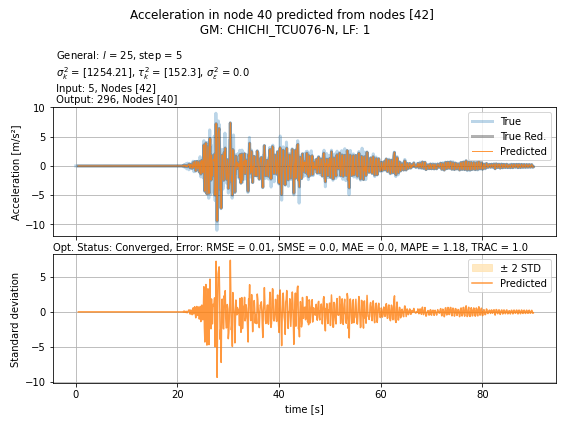 Acceleration in node 40 predicted from nodes [42]
GM: CHICHI_TCU076-N, LF: 1
General: l = 25, step = 5
σ²ₖ = [1254.21], τ²ₖ = [152.3], σ²ε = 0.0
Input: 5, Nodes [42]
Output: 296, Nodes [40]
10
5
0
−5
−10
Acceleration [m/s²]
True
True Red.
Predicted
Opt. Status: Converged, Error: RMSE = 0.01, SMSE = 0.0, MAE = 0.0, MAPE = 1.18, TRAC = 1.0
5
0
−5
−10
Standard deviation
± 2 STD
Predicted
0
20
40
60
80
time [s]